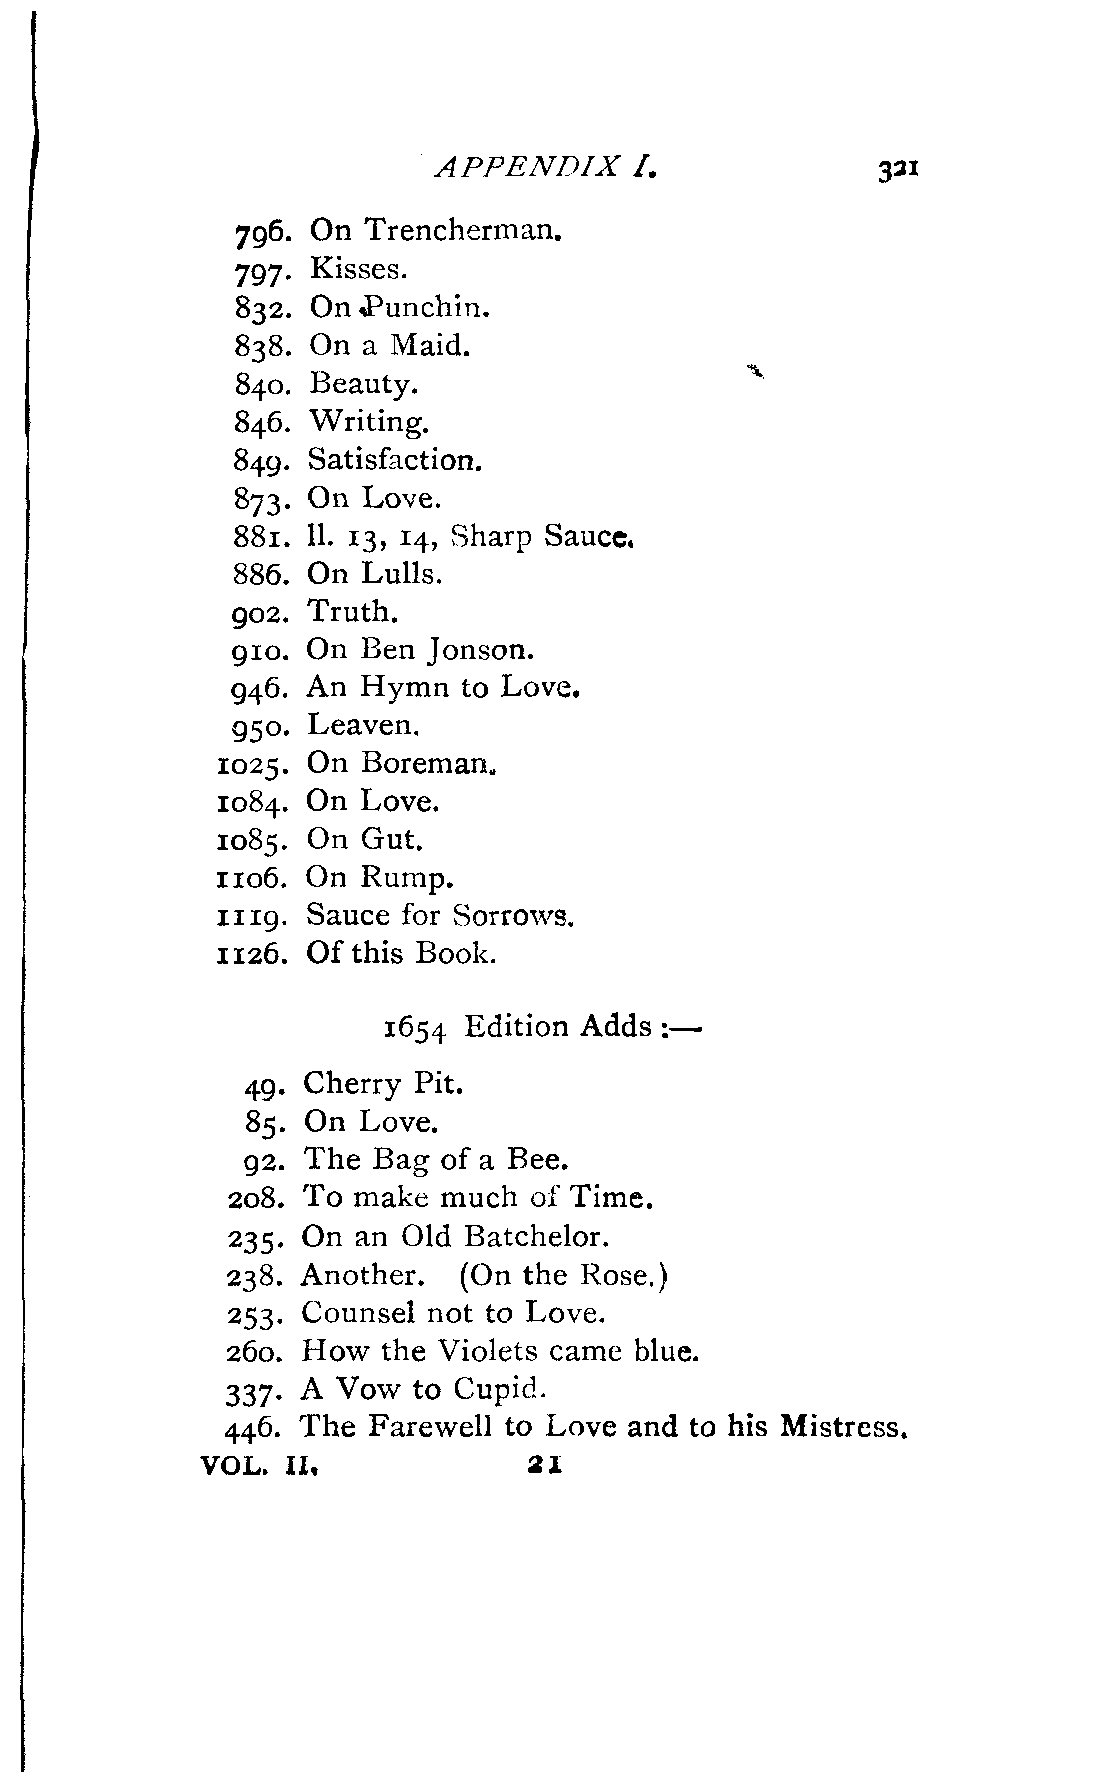 APPENDIX I. 321
796. On Trencherman.
797. Kisses.
832. On Punchin.
838. On a Maid.
840. Beauty.
846. Writing.
849. Satisfaction.
873. On Love.
881. ll. 13, 14, Sharp Sauce.
886. On Lulls.
902. Truth.
910. On Ben Jonson.
946. An Hymn to Love.
950. Leaven.
1025. On Boreman.
1084. On Love.
1085. On Gut.
1106. On Rump.
1119. Sauce for Sorrows.
1126. Of this Book.
1654 Edition Adds :—
49. Cherry Pit.
85. On Love.
92. The Bag of a Bee.
208. To make much of Time.
235. On an Old Batchelor.
238. Another. (On the Rose.)
253. Counsel not to Love.
260. How the Violets came blue.
337. A Vow to Cupid.
446. The Farewell to Love and to his Mistress.
VOL. II. 21